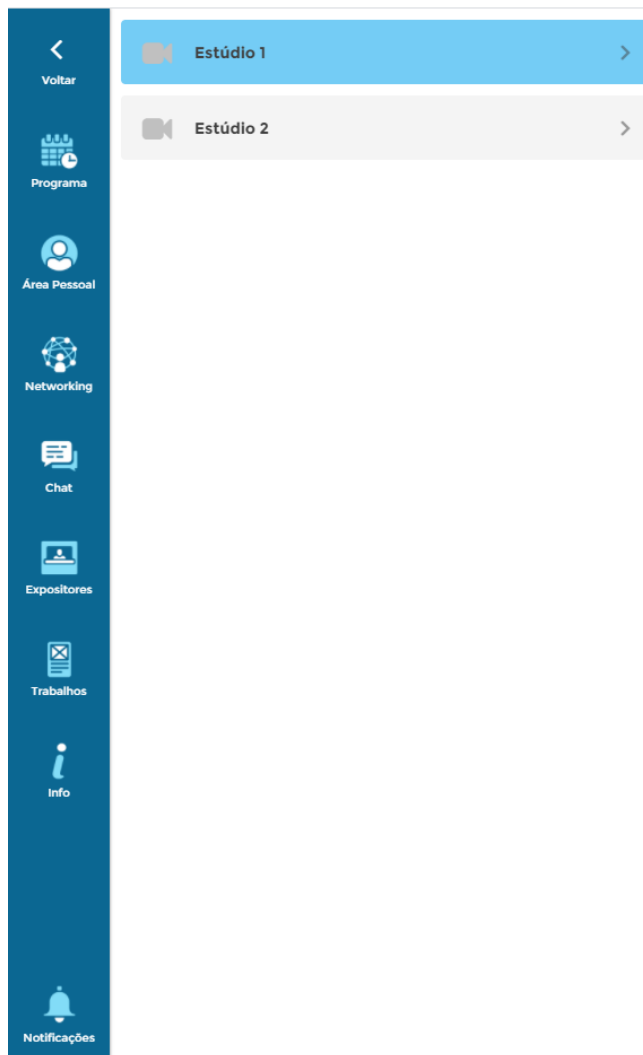 Voltar
Programa
Área Pessoal
Networking
Chat
Expositores
Trabalhos
Info
Notificações
Estúdio 1
Estúdio 2